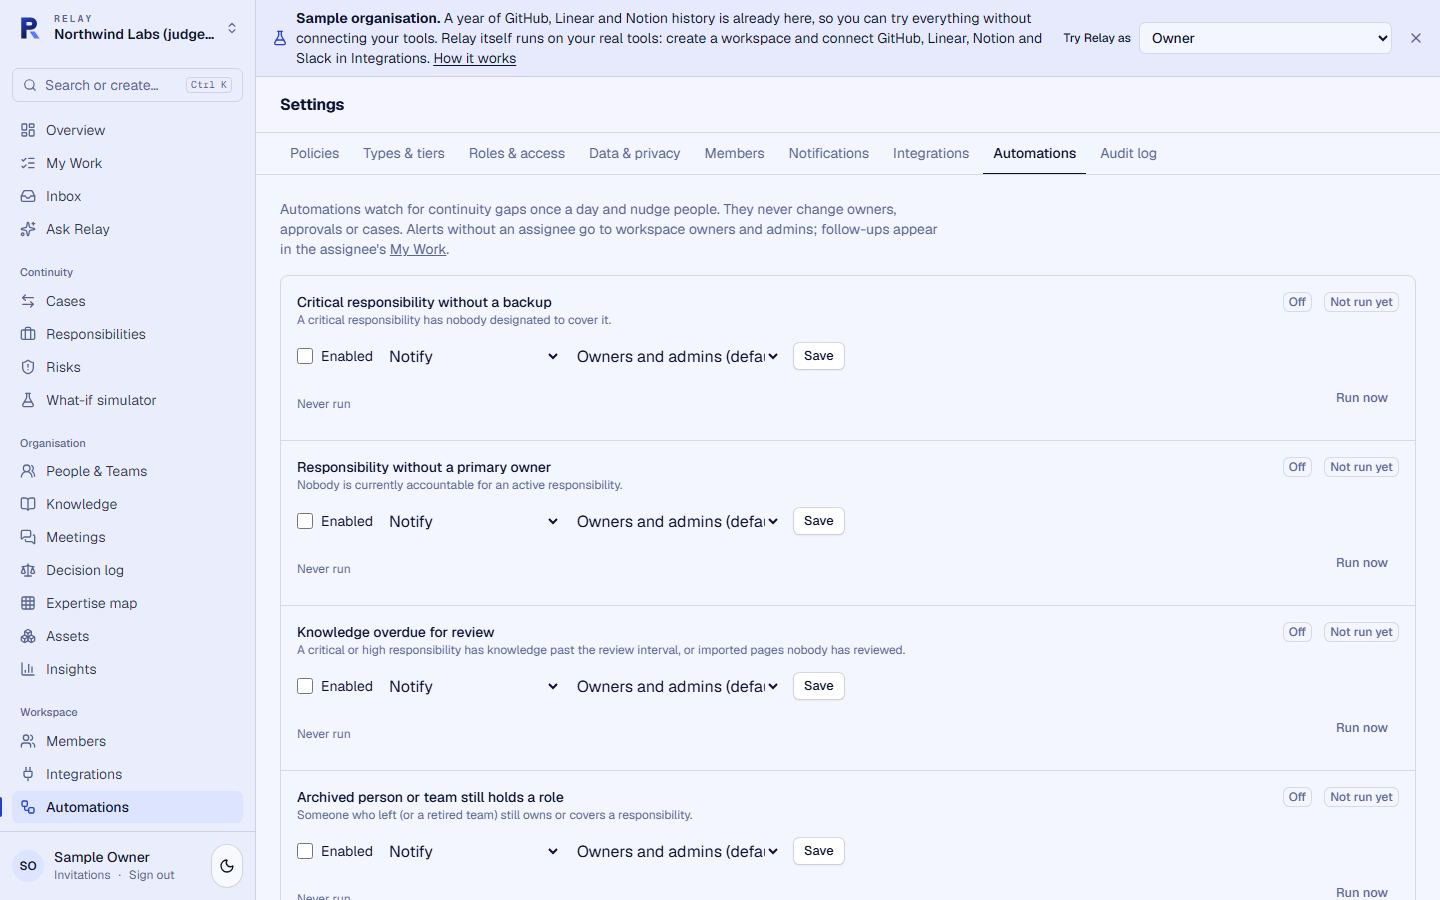 RELAY
Northwind Labs (judge...
Search or create...
Ctrl K
Overview
My Work
Inbox
Ask Relay
Continuity
Cases
Responsibilities
Risks
What-if simulator
Organisation
People & Teams
Knowledge
Meetings
Decision log
Expertise map
Assets
Insights
Workspace
Members
Integrations
Automations
SO
Sample Owner
Invitations · Sign out
Sample organisation. A year of GitHub, Linear and Notion history is already here, so you can try everything without
connecting your tools. Relay itself runs on your real tools: create a workspace and connect GitHub, Linear, Notion and
Slack in Integrations. How it works
Try Relay as
Owner
Settings
Policies
Types & tiers
Roles & access
Data & privacy
Members
Notifications
Integrations
Automations
Audit log
Automations watch for continuity gaps once a day and nudge people. They never change owners,
approvals or cases. Alerts without an assignee go to workspace owners and admins; follow-ups appear
in the assignee's My Work.
Critical responsibility without a backup
Off
Not run yet
A critical responsibility has nobody designated to cover it.
Enabled
Notify
Owners and admins (defau
Save
Never run
Run now
Responsibility without a primary owner
Off
Not run yet
Nobody is currently accountable for an active responsibility.
Enabled
Notify
Owners and admins (defau
Save
Never run
Run now
Knowledge overdue for review
Off
Not run yet
A critical or high responsibility has knowledge past the review interval, or imported pages nobody has reviewed.
Enabled
Notify
Owners and admins (defau
Save
Never run
Run now
Archived person or team still holds a role
Off
Not run yet
Someone who left (or a retired team) still owns or covers a responsibility.
Enabled
Notify
Owners and admins (defau
Save
Never run
Run now